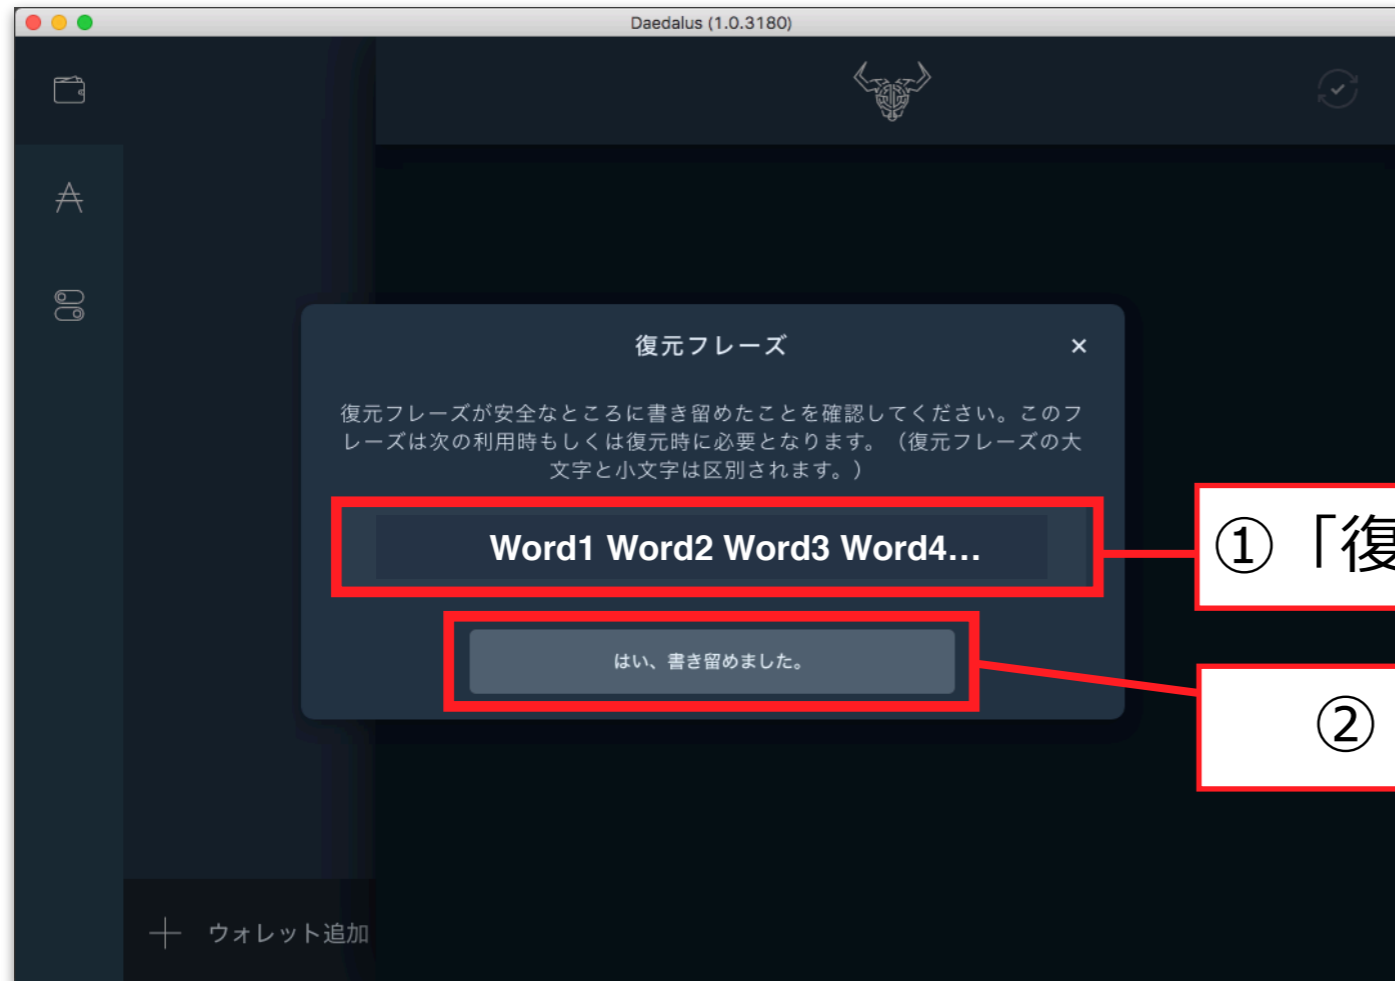 Daedalus (1.0.3180)
復元フレーズ
復元フレーズが安全なところに書き留めたことを確認してください。このフ
レーズは次の利用時もしくは復元時に必要となります。（復元フレーズの大
文字と小文字は区別されます。）
Word1 Word2 Word3 Word4...
①「復
はい、書き留めました。
②
ウォレット追加